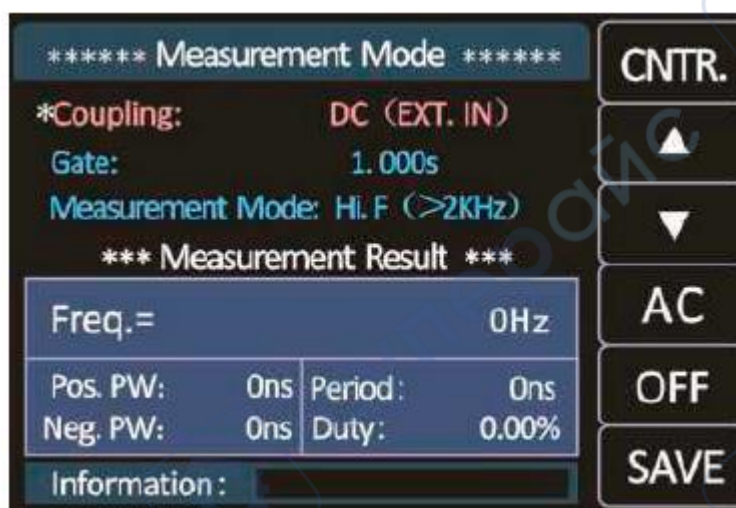 ****** Measurement Mode ******
*Coupling: DC (EXT. IN)
Gate: 1.000s
Measurement Mode: Hi.F (>2KHz)
*** Measurement Result ***
Freq.= 0Hz
Pos. PW: 0ns Period: 0ns
Neg. PW: 0ns Duty: 0.00%
Information:
CNTR.
▲
▼
AC
OFF
SAVE